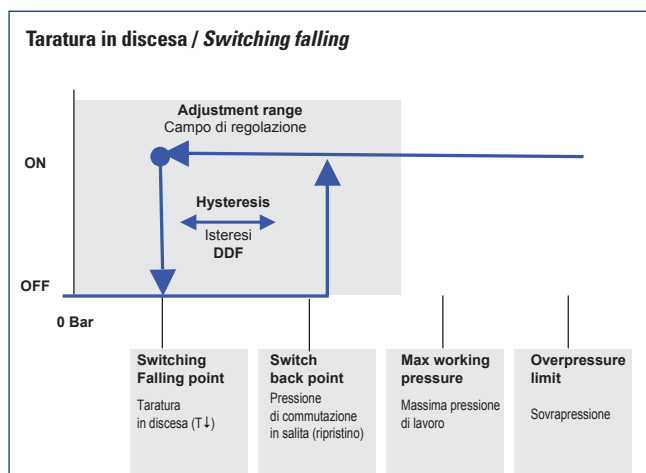 Taratura in discesa / Switching falling
Adjustment range
Campo di regolazione
ON
Hysteresis
Isteresi
DDF
OFF
0 Bar
Switching
Falling point
Taratura
in discesa (T↓)
Switch
back point
Pressione
di commutazione
in salita (ripristino)
Max working
pressure
Massima pressione
di lavoro
Overpressure
limit
Sovrapressione